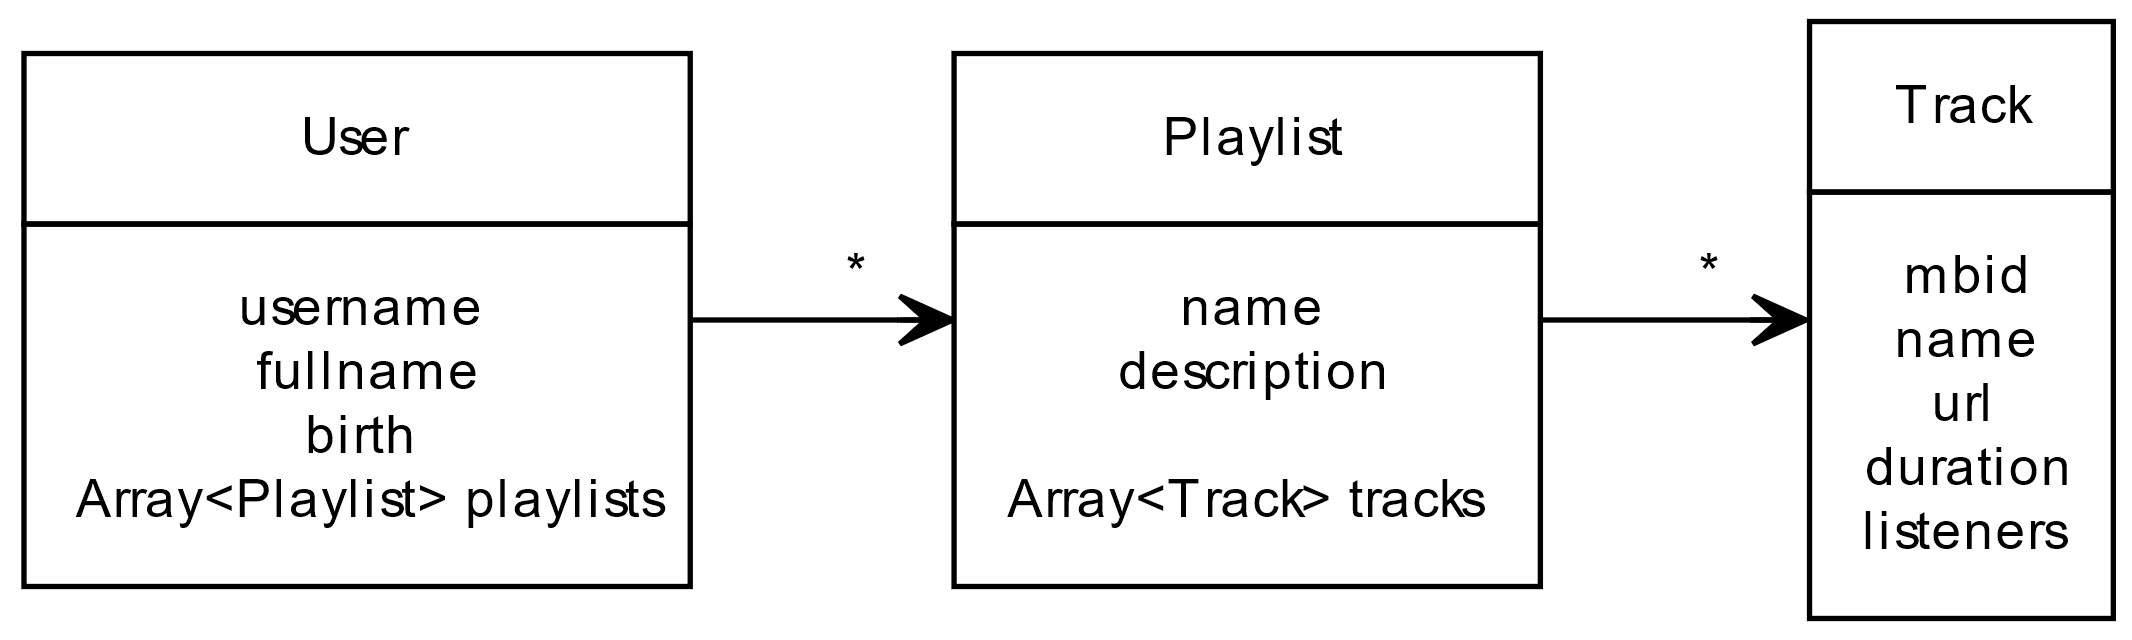 User
username
fullname
birth
Array<Playlist> playlists
*
Playlist
name
description
Array<Track> tracks
*
Track
mbid
name
url
duration
listeners